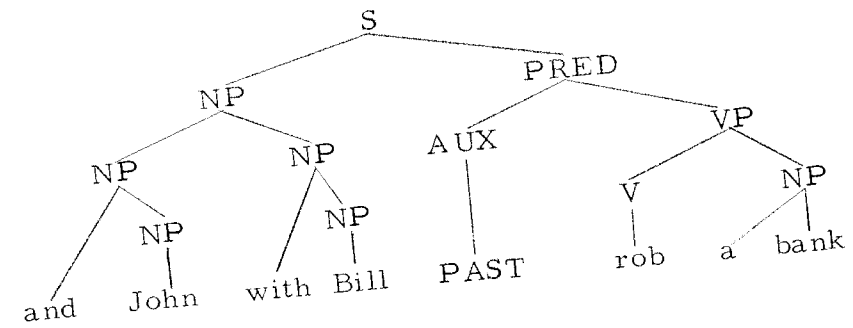 S
NP PRED
NP NP AUX VP
NP NP V NP
and John with Bill PAST rob a bank